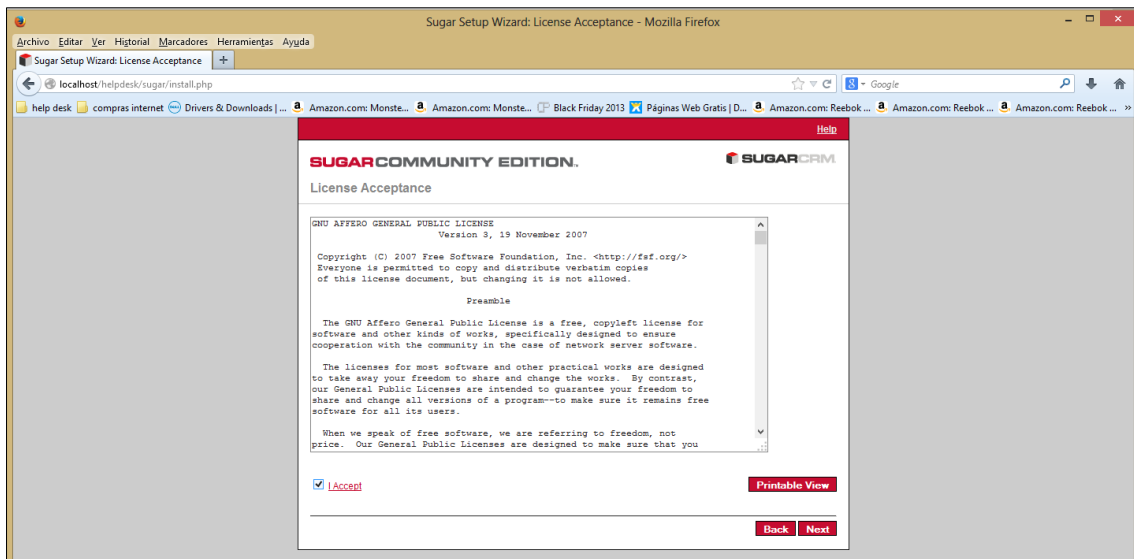 Sugar Setup Wizard: License Acceptance - Mozilla Firefox
Archivo Editar Ver Historial Marcadores Herramientas Ayuda
Sugar Setup Wizard: License Acceptance
localhost/helpdesk/sugar/install.php
Google
help desk compras internet Drivers & Downloads | ... Amazon.com: Monste... Amazon.com: Monste... Black Friday 2013 Páginas Web Gratis | D... Amazon.com: Reebok ... Amazon.com: Reebok ... Amazon.com: Reebok ... »
Help
SUGARCOMMUNITY EDITION™
SUGARCRM
License Acceptance
GNU AFFERO GENERAL PUBLIC LICENSE
Version 3, 19 November 2007
Copyright (C) 2007 Free Software Foundation, Inc. <http://fsf.org/>
Everyone is permitted to copy and distribute verbatim copies
of this license document, but changing it is not allowed.
Preamble
The GNU Affero General Public License is a free, copyleft license for
software and other kinds of works, specifically designed to ensure
cooperation with the community in the case of network server software.
The licenses for most software and other practical works are designed
to take away your freedom to share and change the works. By contrast,
our General Public Licenses are intended to guarantee your freedom to
share and change all versions of a program--to make sure it remains free
software for all its users.
When we speak of free software, we are referring to freedom, not
price. Our General Public Licenses are designed to make sure that you
I Accept
Printable View
Back Next